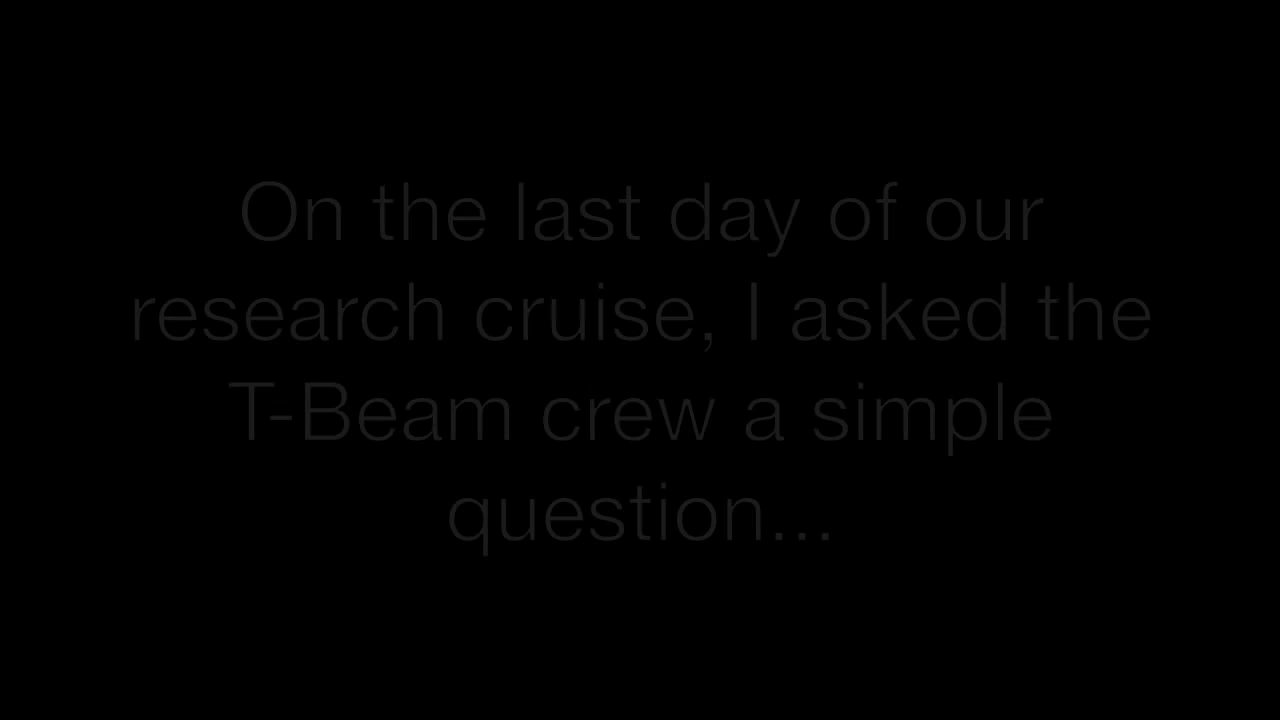 On the last day of our
research cruise, I asked the
T-Beam crew a simple
question...